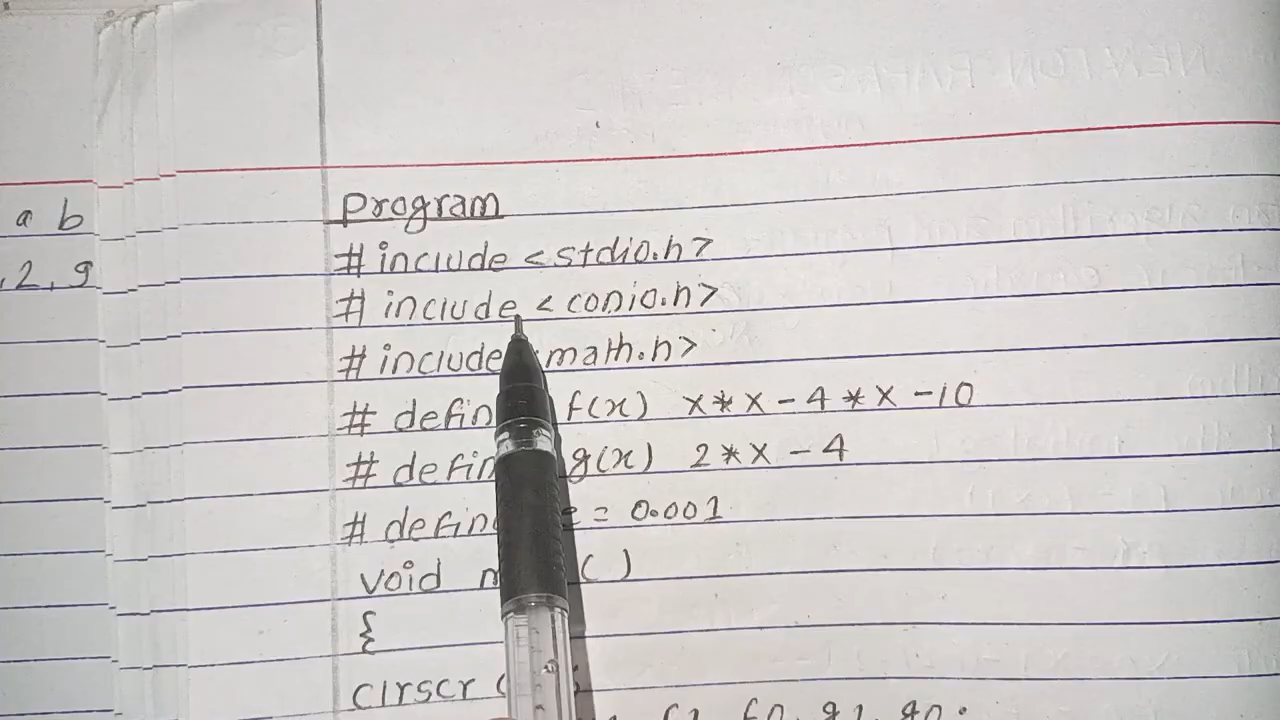 a b
, 2, 9
Program
# include <stdio.h>
# include < conio.h>
# include math.h>
# defin f(x) x*x-4*x-10
# defin g(x) 2*x-4
# defin e = 0.001
void m ( )
{
clrscr (